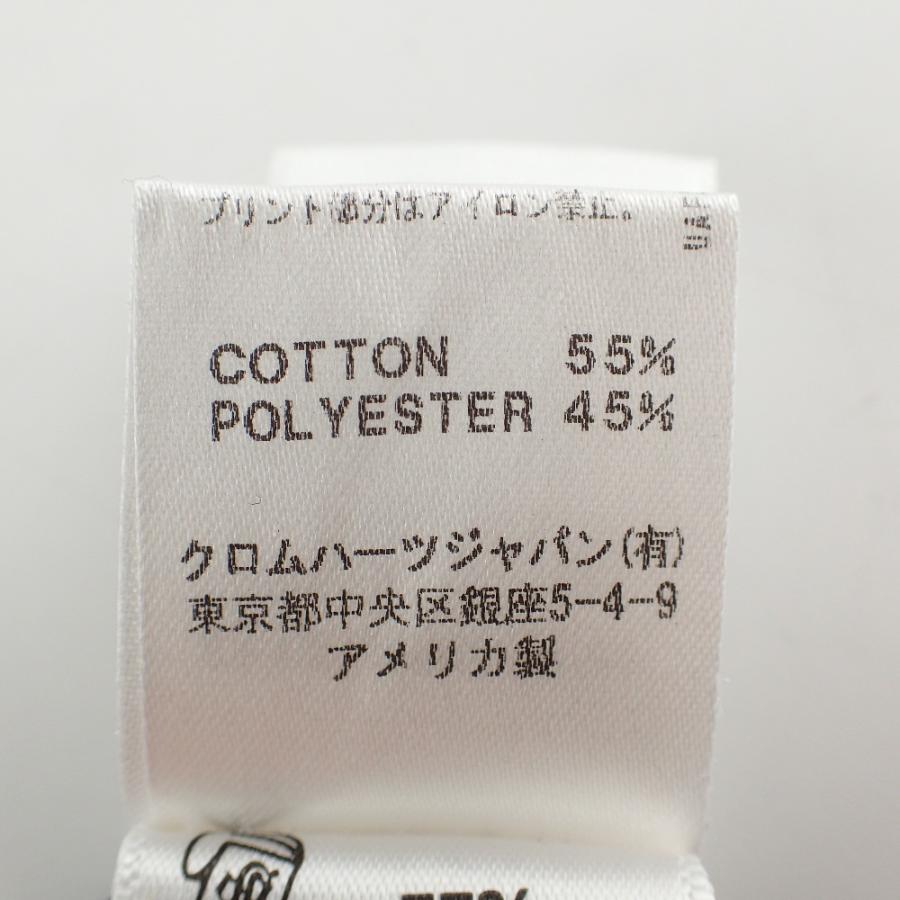 プリント部分はアイロン禁止。
COTTON 55%
POLYESTER 45%
クロムハーツジャパン(有)
東京都中央区銀座5-4-9
アメリカ製